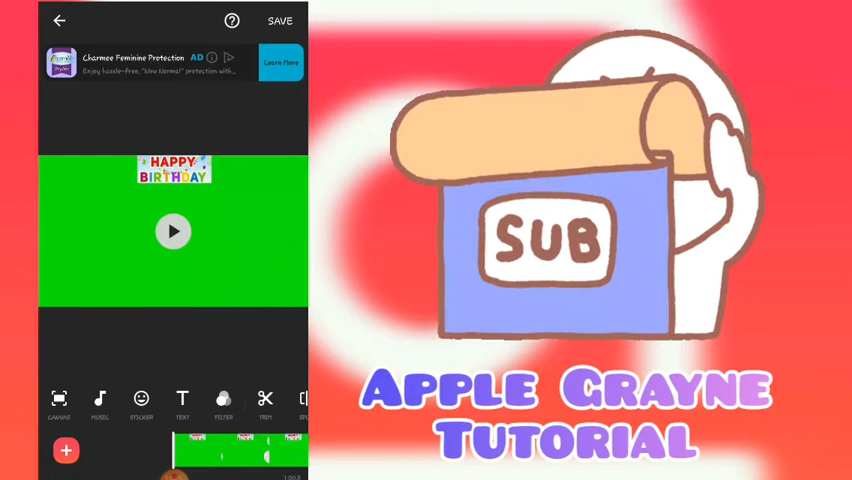 SAVE
Charmee Feminine Protection AD
Enjoy hassle-free, "New Normal" protection with...
Learn More
HAPPY
BIRTHDAY
SUB
CANVAS MUSIC STICKER TEXT FILTER TRIM
APPLE GRAYNE
TUTORIAL